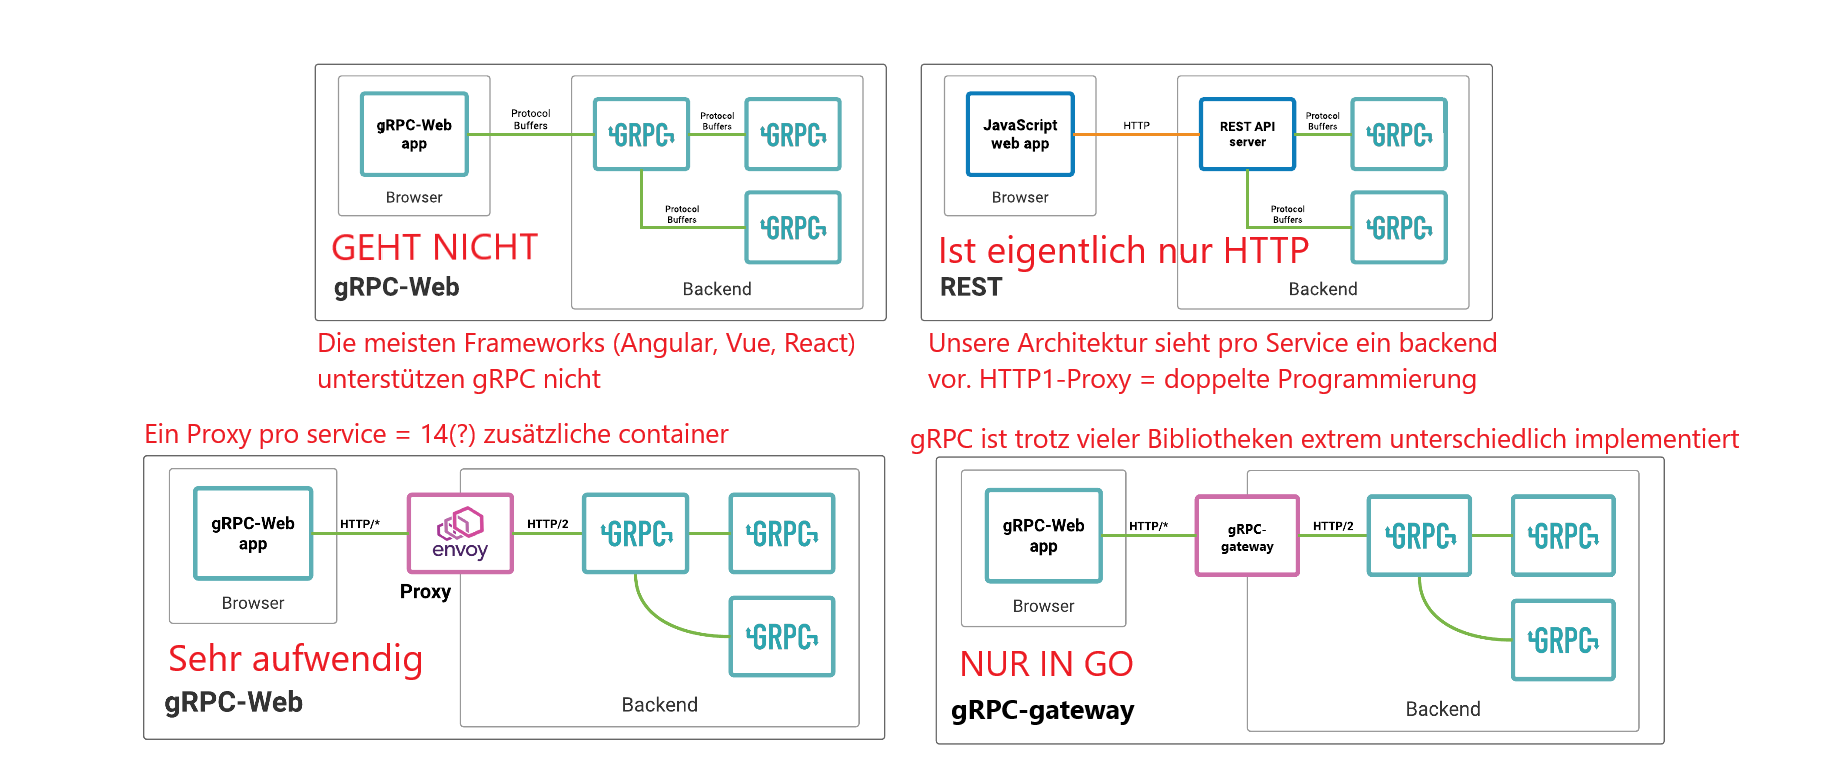 gRPC-Web
app
Browser
Protocol
Buffers
GRPC
Protocol
Buffers
GRPC
Protocol
Buffers
GRPC
Backend
GEHT NICHT
gRPC-Web
Die meisten Frameworks (Angular, Vue, React)
unterstützen gRPC nicht
JavaScript
web app
Browser
HTTP
REST API
server
Protocol
Buffers
GRPC
Protocol
Buffers
GRPC
Backend
Ist eigentlich nur HTTP
REST
Unsere Architektur sieht pro Service ein backend
vor. HTTP1-Proxy = doppelte Programmierung
Ein Proxy pro service = 14(?) zusätzliche container
gRPC-Web
app
Browser
HTTP/*
envoy
Proxy
HTTP/2
GRPC
GRPC
GRPC
Backend
Sehr aufwendig
gRPC-Web
gRPC ist trotz vieler Bibliotheken extrem unterschiedlich implementiert
gRPC-Web
app
Browser
HTTP/*
gRPC-
gateway
HTTP/2
GRPC
GRPC
GRPC
Backend
NUR IN GO
gRPC-gateway